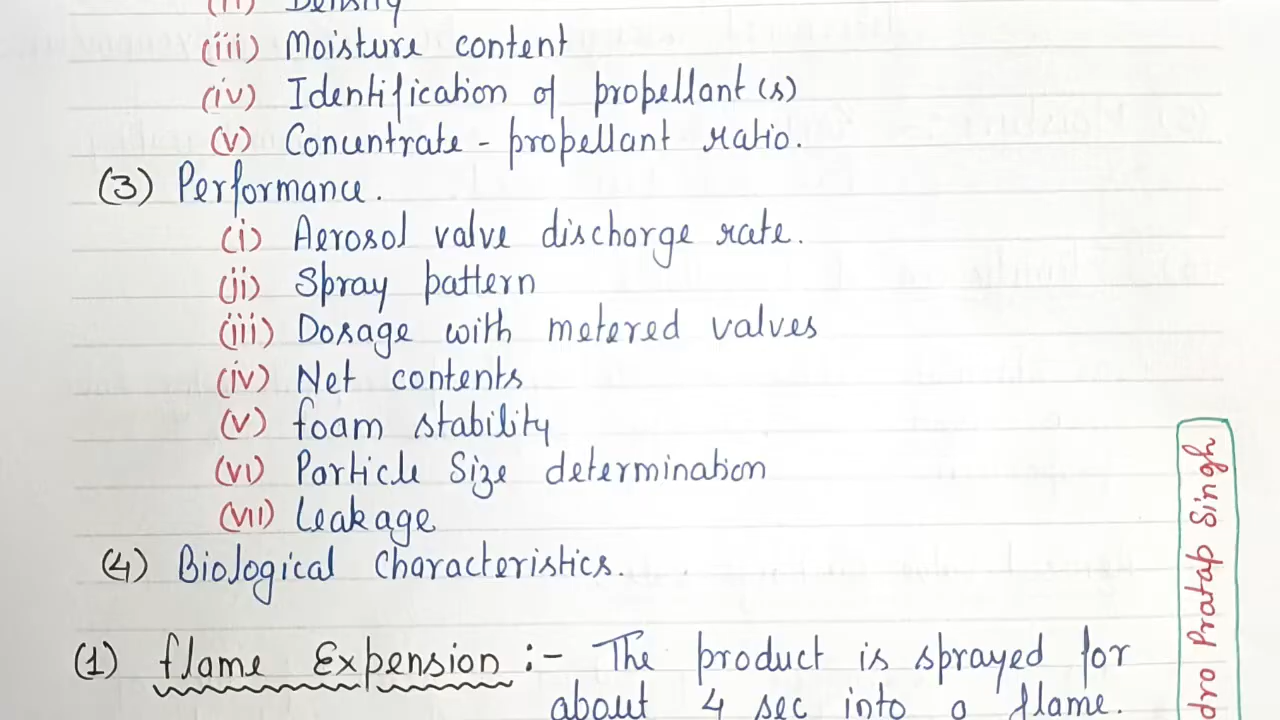 (ii) Density
(iii) Moisture content
(iv) Identification of propellant(s)
(v) Concentrate - propellant ratio.
(3) Performance.
(i) Aerosol valve discharge rate.
(ii) Spray pattern
(iii) Dosage with metered valves
(iv) Net contents
(v) foam stability
(vi) Particle Size determination
(vii) Leakage
(4) Biological Characteristics.
(1) flame Expension :- The product is sprayed for
about 4 sec into a flame.
pratap Singh